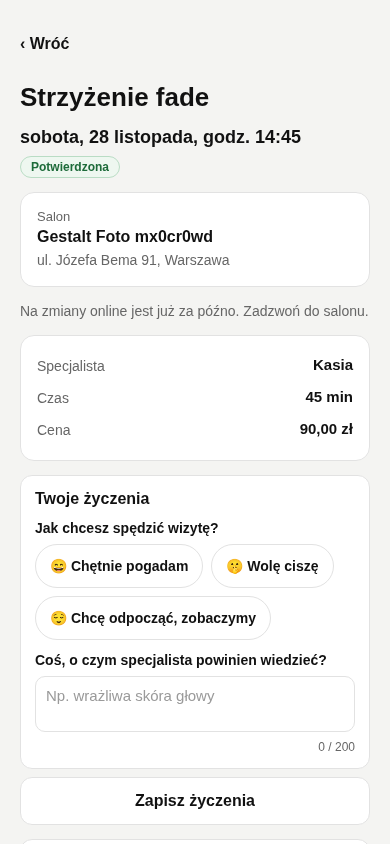 ‹ Wróć
Strzyżenie fade
sobota, 28 listopada, godz. 14:45
Potwierdzona
Salon
Gestalt Foto mx0cr0wd
ul. Józefa Bema 91, Warszawa
Na zmiany online jest już za późno. Zadzwoń do salonu.
Specjalista Kasia
Czas 45 min
Cena 90,00 zł
Twoje życzenia
Jak chcesz spędzić wizytę?
😄 Chętnie pogadam 🤫 Wolę ciszę
😌 Chcę odpocząć, zobaczymy
Coś, o czym specjalista powinien wiedzieć?
Np. wrażliwa skóra głowy
0 / 200
Zapisz życzenia